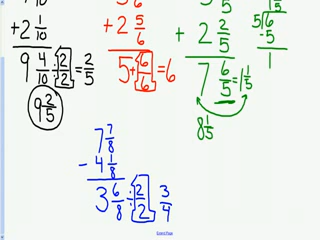 +2 1/10
9 4/10 ÷ 2/2 = 2/5
9 2/5
+2 5/6
5+ 6/6 = 6
+ 2 2/5
7 6/5 = 1 1/5
8 1/5
5)6
-5
1
7 7/8
- 4 1/8
3 6/8 ÷ 2/2 3/4